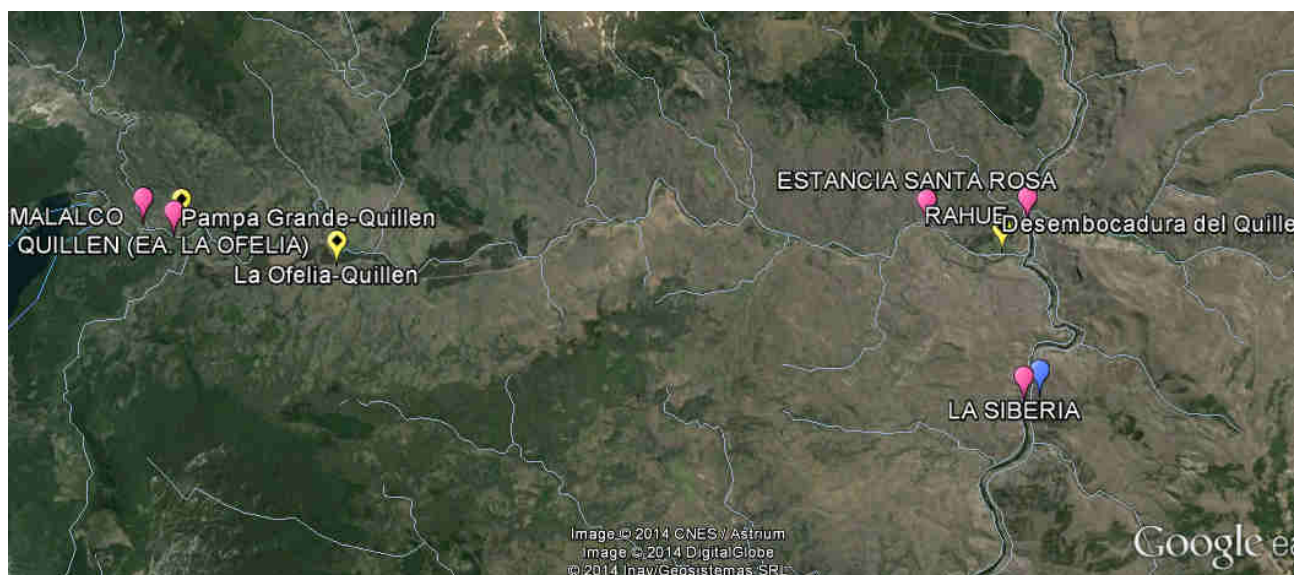 ESTANCIA SANTA ROSA
MALALCO
Pampa Grande-Quillen
RAHUE
Desembocadura del Quille
QUILLEN (EA. LA OFELIA)
La Ofelia-Quillen
LA SIBERIA
Image © 2014 CNES / Astrium
Image © 2014 DigitalGlobe
© 2014 Inav/Geosistemas SRL
Google ea